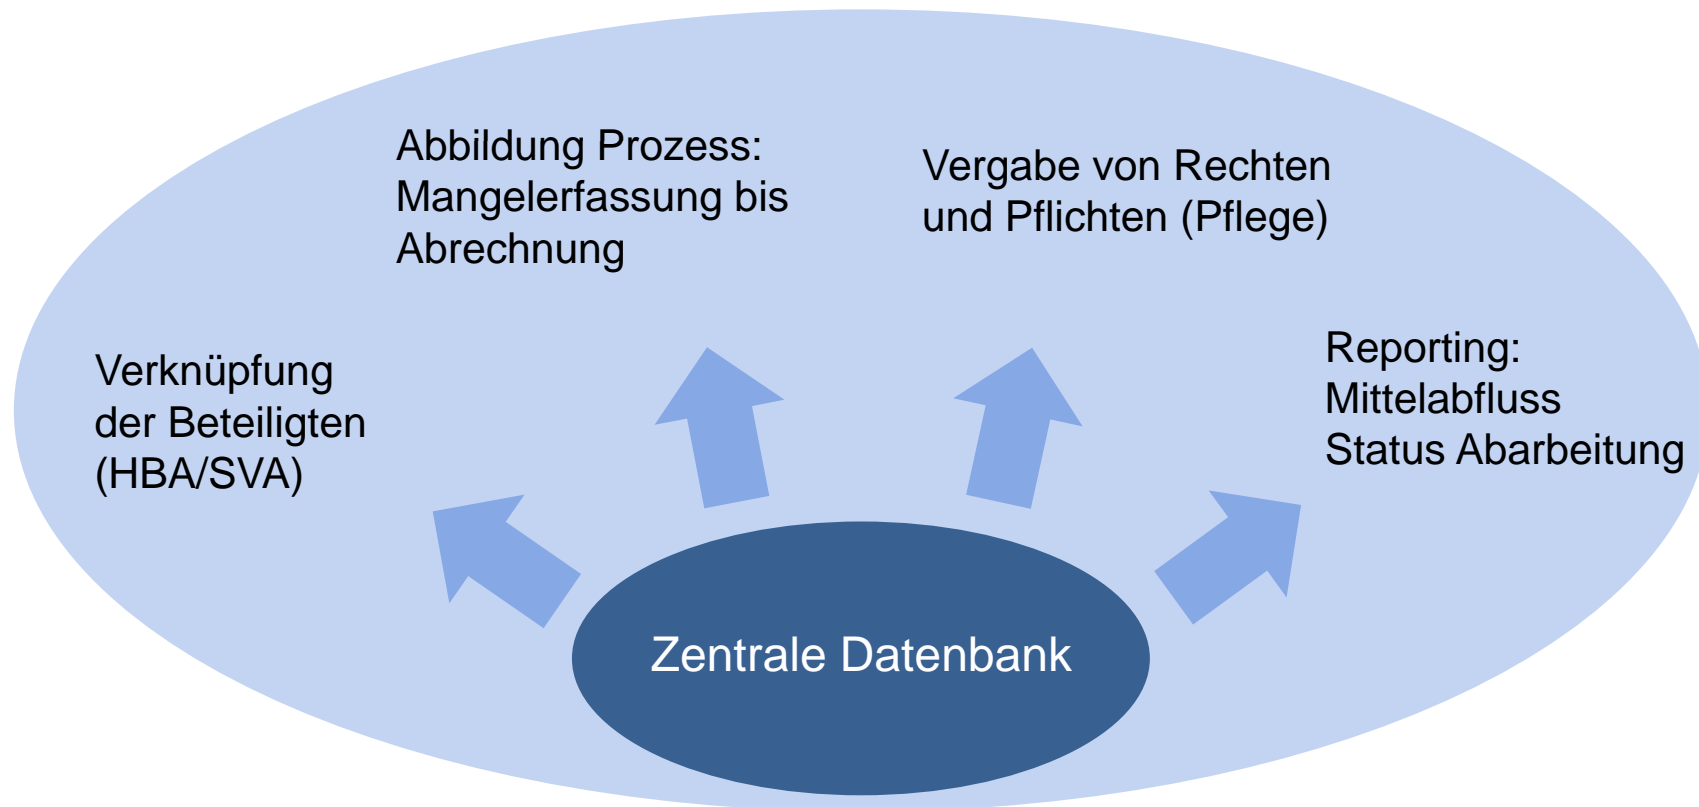 Abbildung Prozess:
Mangelerfassung bis
Abrechnung
Vergabe von Rechten
und Pflichten (Pflege)
Verknüpfung
der Beteiligten
(HBA/SVA)
Reporting:
Mittelabfluss
Status Abarbeitung
Zentrale Datenbank